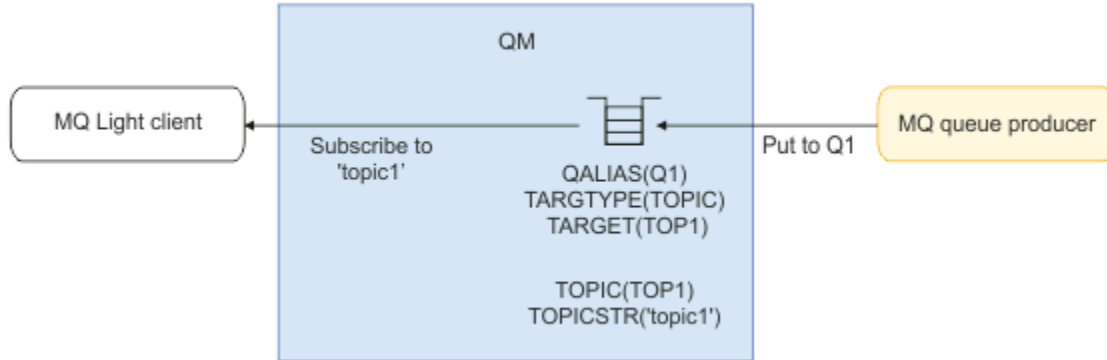 QM
MQ Light client
Subscribe to
'topic1'
Put to Q1
MQ queue producer
QALIAS(Q1)
TARGTYPE(TOPIC)
TARGET(TOP1)
TOPIC(TOP1)
TOPICSTR('topic1')